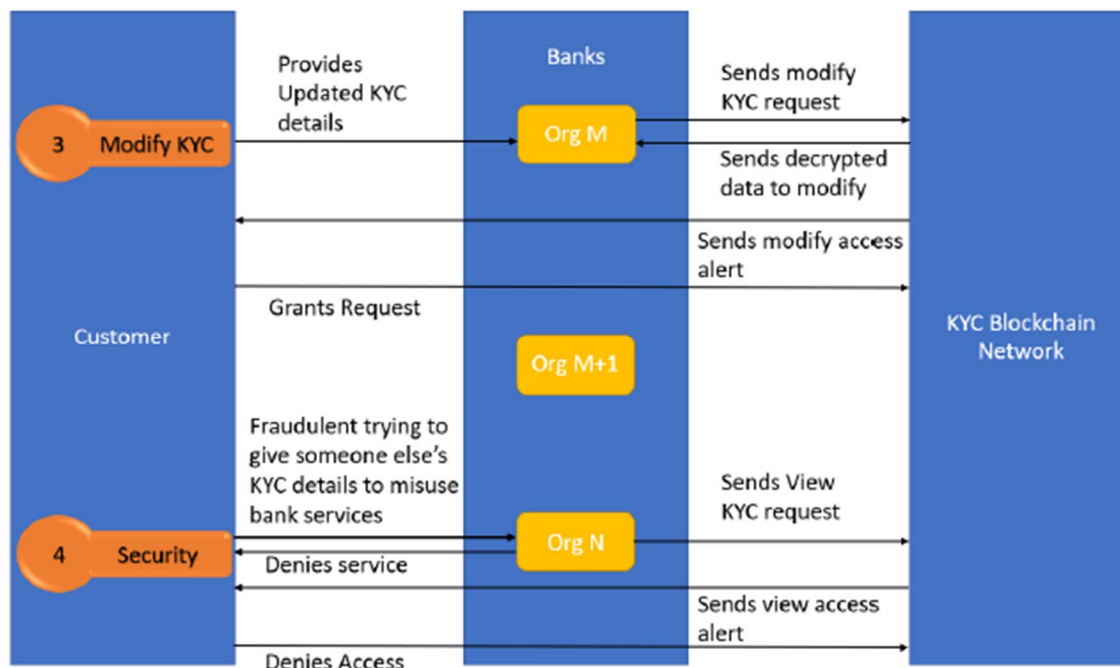 Provides
Updated KYC
details
Banks
Sends modify
KYC request
3
Modify KYC
Org M
Sends decrypted
data to modify
Sends modify access
alert
Grants Request
Customer
Org M+1
KYC Blockchain
Network
Fraudulent trying to
give someone else's
KYC details to misuse
bank services
Sends View
KYC request
4
Security
Org N
Denies service
Sends view access
alert
Denies Access